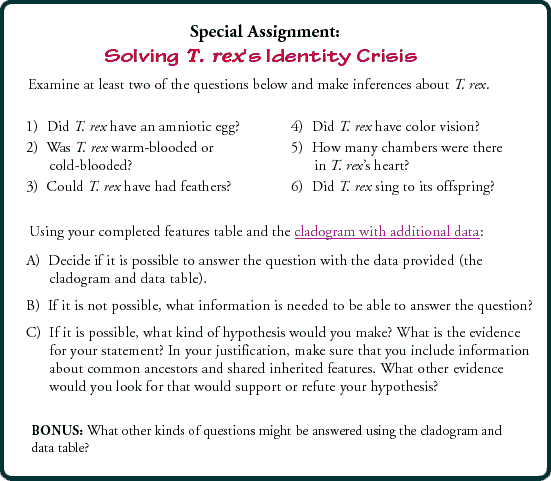 Special Assignment:
Solving T. rex's Identity Crisis
Examine at least two of the questions below and make inferences about T. rex.
1) Did T. rex have an amniotic egg?
2) Was T. rex warm-blooded or
cold-blooded?
3) Could T. rex have had feathers?
4) Did T. rex have color vision?
5) How many chambers were there
in T. rex's heart?
6) Did T. rex sing to its offspring?
Using your completed features table and the cladogram with additional data:
A) Decide if it is possible to answer the question with the data provided (the
cladogram and data table).
B) If it is not possible, what information is needed to be able to answer the question?
C) If it is possible, what kind of hypothesis would you make? What is the evidence
for your statement? In your justification, make sure that you include information
about common ancestors and shared inherited features. What other evidence
would you look for that would support or refute your hypothesis?
BONUS: What other kinds of questions might be answered using the cladogram and
data table?